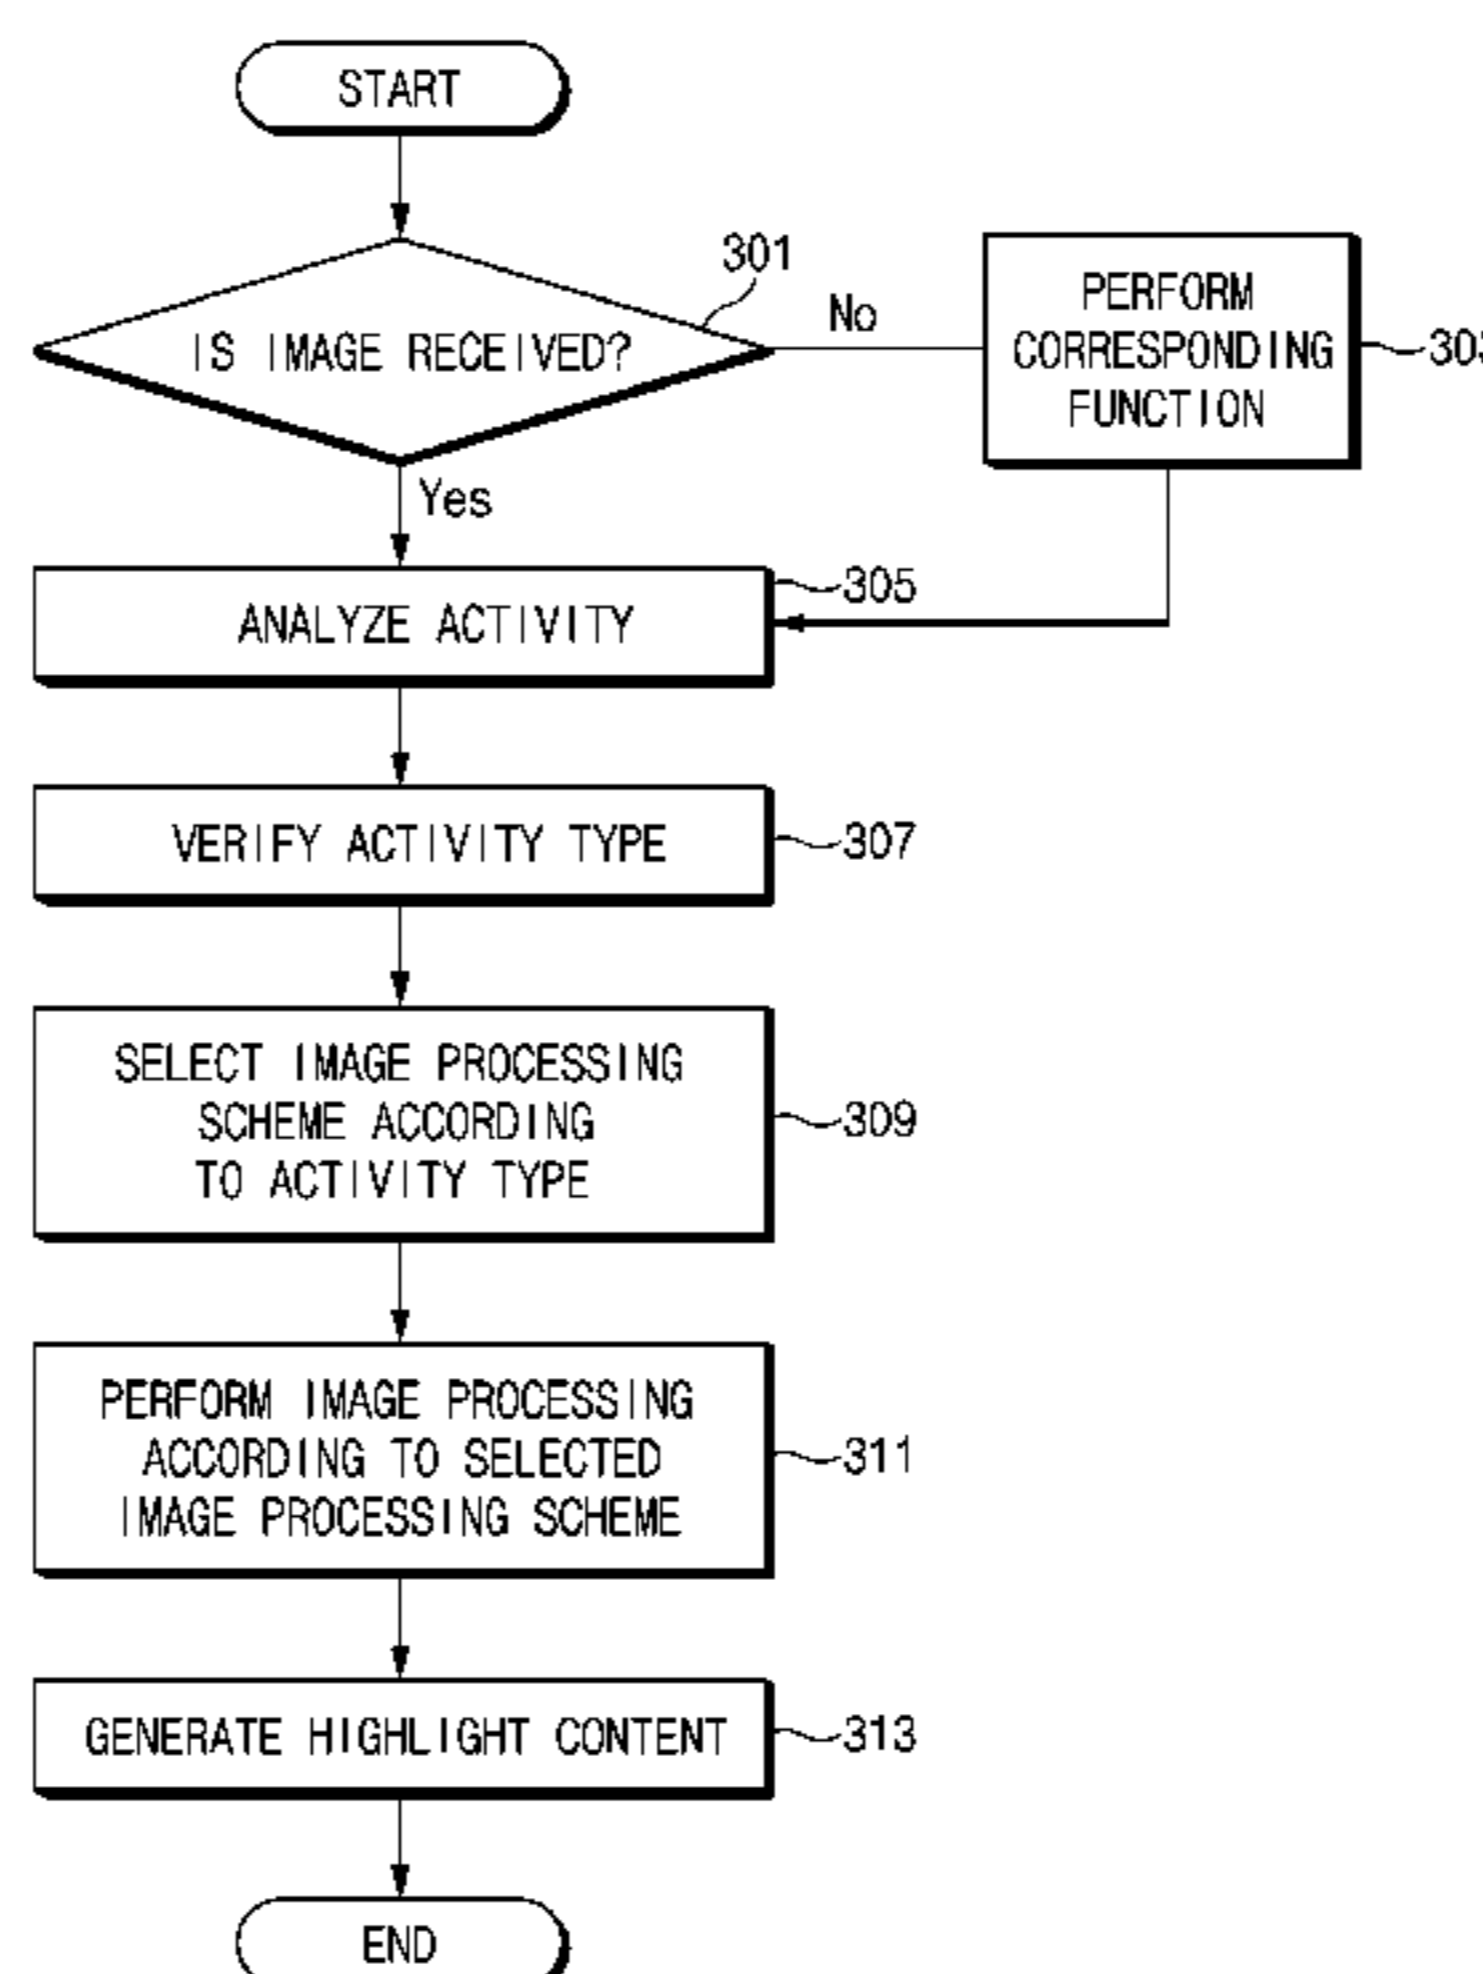 START
301
IS IMAGE RECEIVED?
No
PERFORM
CORRESPONDING
FUNCTION
Yes
305
ANALYZE ACTIVITY
VERIFY ACTIVITY TYPE
307
SELECT IMAGE PROCESSING
SCHEME ACCORDING
TO ACTIVITY TYPE
309
PERFORM IMAGE PROCESSING
ACCORDING TO SELECTED
IMAGE PROCESSING SCHEME
311
GENERATE HIGHLIGHT CONTENT
313
END